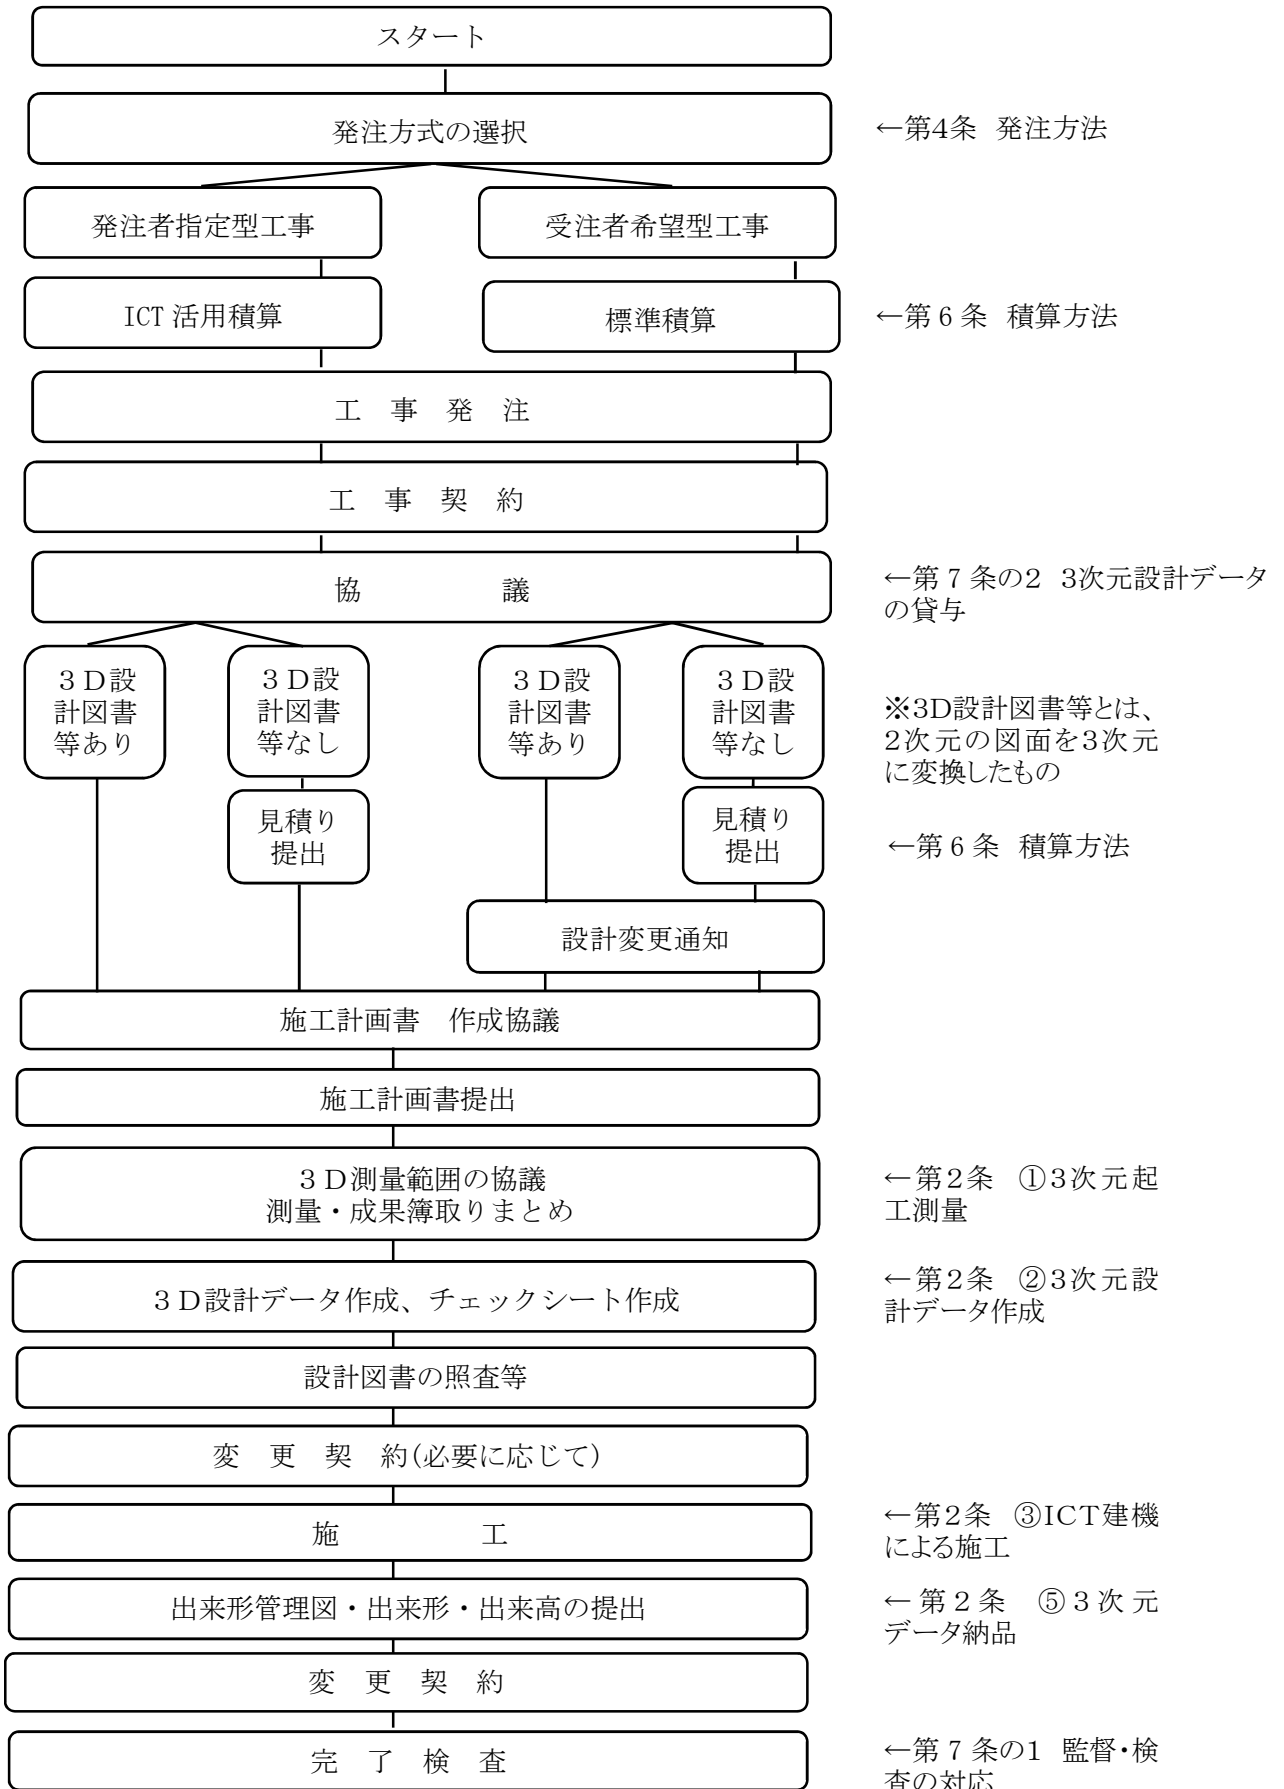 スタート
発注方式の選択
←第4条 発注方法
発注者指定型工事
受注者希望型工事
ICT 活用積算
標準積算
←第 6 条 積算方法
工 事 発 注
工 事 契 約
協 議
←第 7 条の2 3次元設計データ
の貸与
3D設
計図書
等あり
3D設
計図書
等なし
3D設
計図書
等あり
3D設
計図書
等なし
※3D設計図書等とは、
2次元の図面を3次元
に変換したもの
見積り
提出
見積り
提出
←第 6 条 積算方法
設計変更通知
施工計画書 作成協議
施工計画書提出
3D測量範囲の協議
測量・成果簿取りまとめ
←第2条 ①3次元起
工測量
3D設計データ作成、チェックシート作成
←第2条 ②3次元設
計データ作成
設計図書の照査等
変 更 契 約(必要に応じて)
施 工
←第2条 ③ICT建機
による施工
出来形管理図・出来形・出来高の提出
←第2条 ⑤3次元
データ納品
変 更 契 約
完 了 検 査
←第 7 条の1 監督・検
査の対応